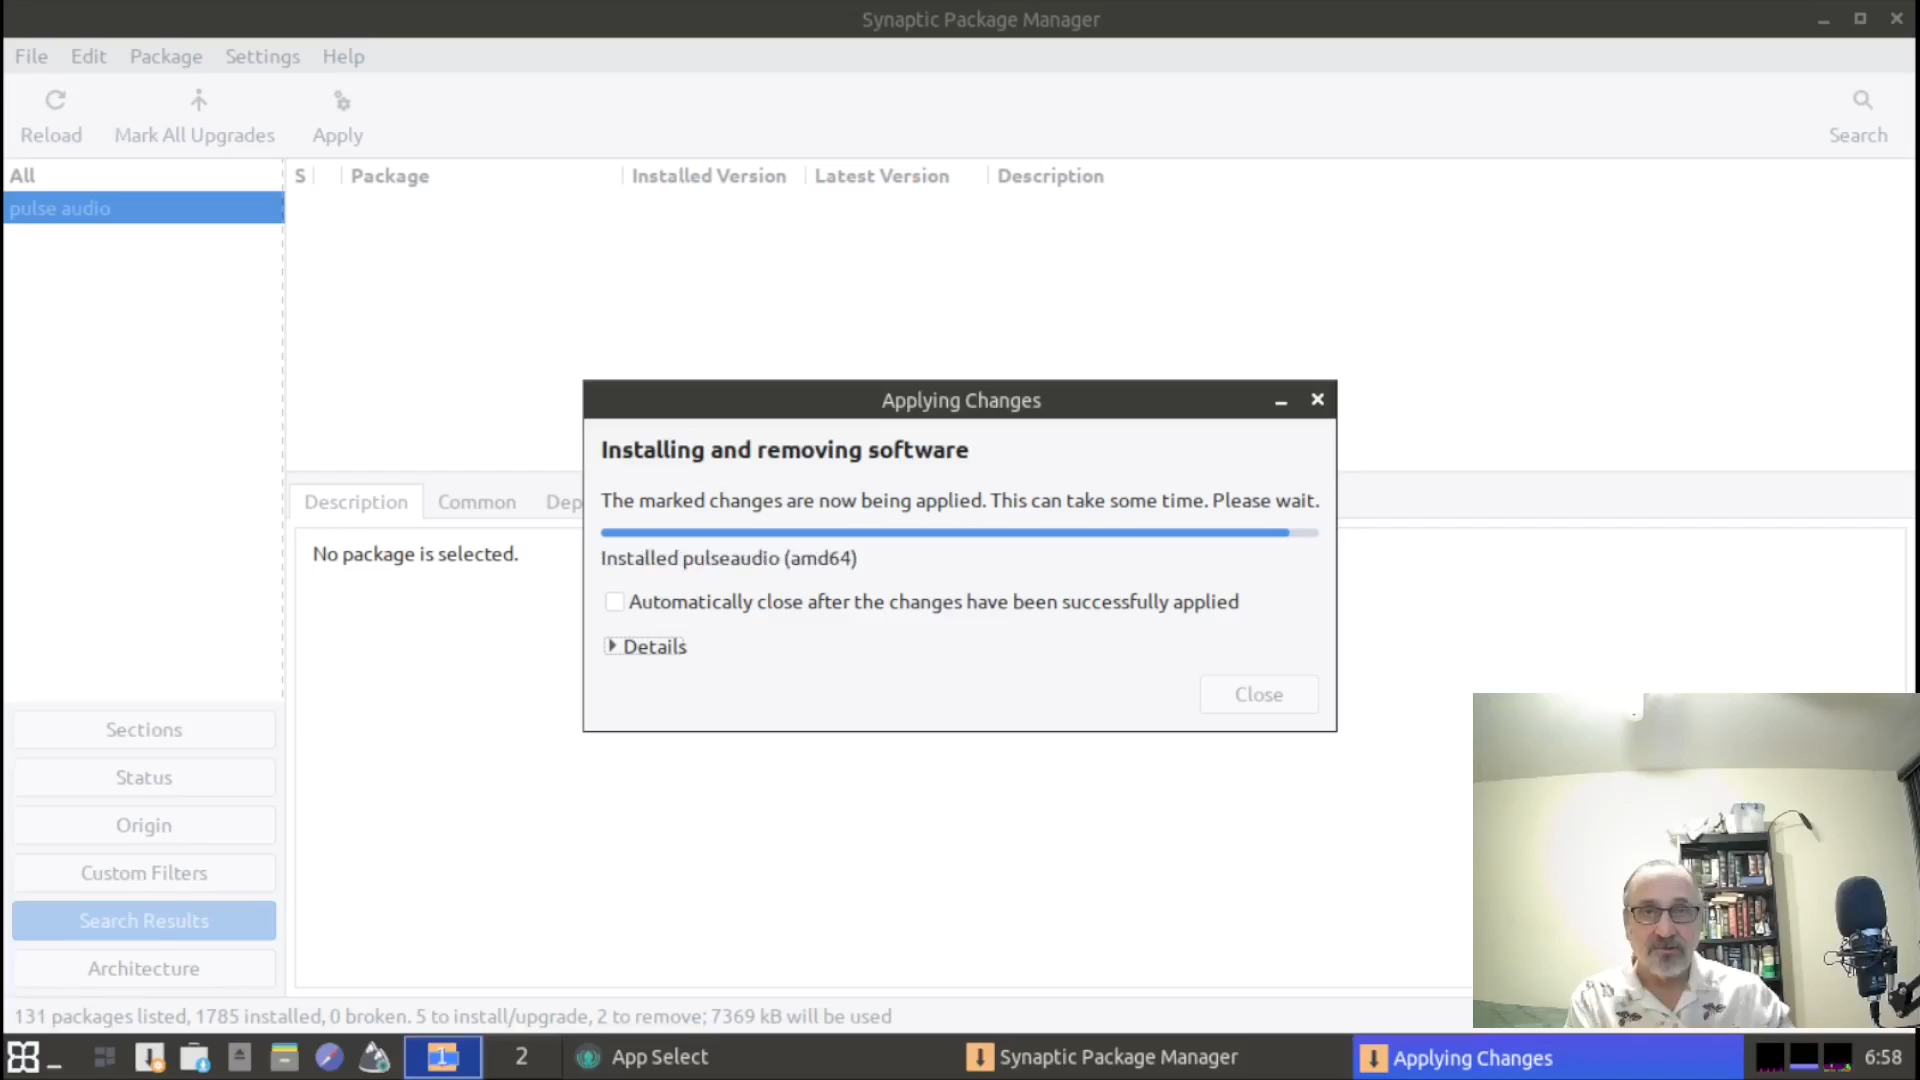 Synaptic Package Manager
File Edit Package Settings Help
Reload Mark All Upgrades Apply Search
All
pulse audio
S Package Installed Version Latest Version Description
Applying Changes
Installing and removing software
The marked changes are now being applied. This can take some time. Please wait.
Installed pulseaudio (amd64)
Automatically close after the changes have been successfully applied
Details
Close
Description Common Dep
No package is selected.
Sections
Status
Origin
Custom Filters
Search Results
Architecture
131 packages listed, 1785 installed, 0 broken. 5 to install/upgrade, 2 to remove; 7369 kB will be used
1 2 App Select Synaptic Package Manager Applying Changes 6:58